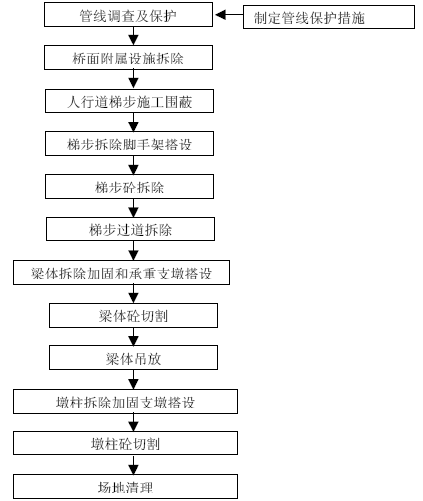 管线调查及保护
制定管线保护措施
桥面附属设施拆除
人行道梯步施工围蔽
梯步拆除脚手架搭设
梯步砼拆除
梯步过道拆除
梁体拆除加固和承重支墩搭设
梁体砼切割
梁体吊放
墩柱拆除加固支墩搭设
墩柱砼切割
场地清理